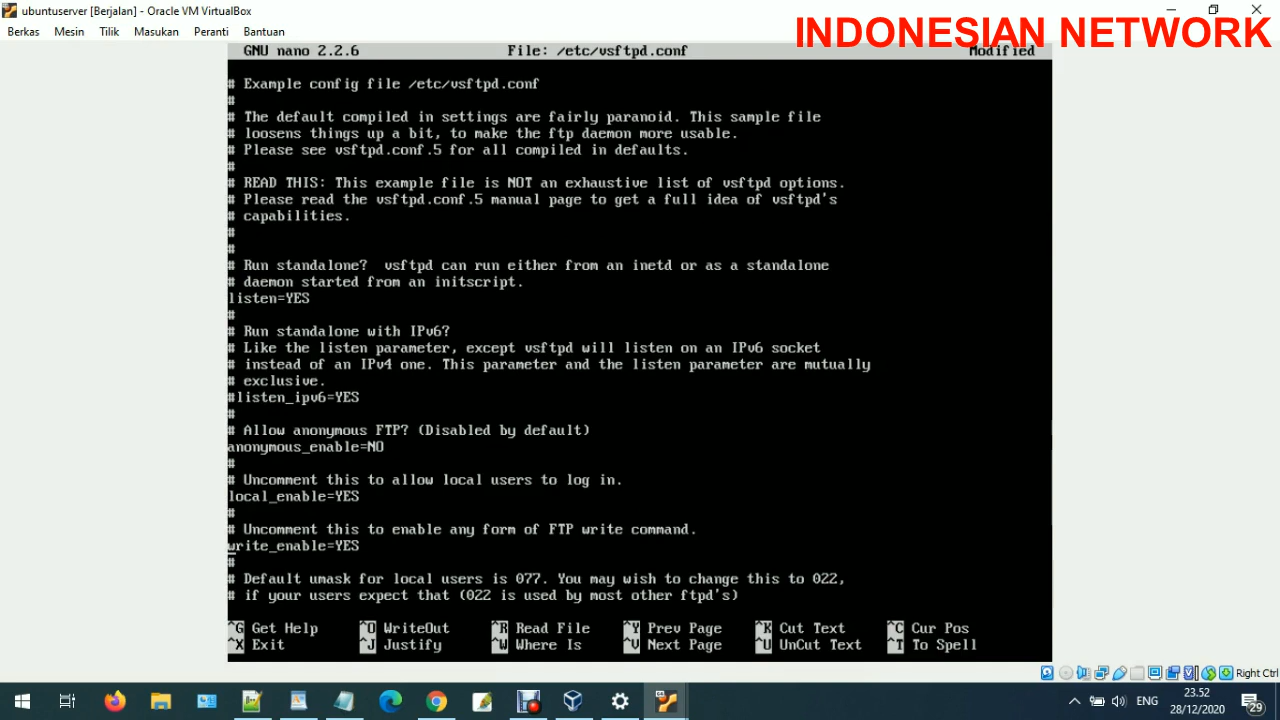 ubuntuserver [Berjalan] - Oracle VM VirtualBox
Berkas Mesin Tilik Masukan Peranti Bantuan
INDONESIAN NETWORK
GNU nano 2.2.6 File: /etc/vsftpd.conf Modified
# Example config file /etc/vsftpd.conf
#
# The default compiled in settings are fairly paranoid. This sample file
# loosens things up a bit, to make the ftp daemon more usable.
# Please see vsftpd.conf.5 for all compiled in defaults.
#
# READ THIS: This example file is NOT an exhaustive list of vsftpd options.
# Please read the vsftpd.conf.5 manual page to get a full idea of vsftpd's
# capabilities.
#
#
# Run standalone?  vsftpd can run either from an inetd or as a standalone
# daemon started from an initscript.
listen=YES
#
# Run standalone with IPv6?
# Like the listen parameter, except vsftpd will listen on an IPv6 socket
# instead of an IPv4 one. This parameter and the listen parameter are mutually
# exclusive.
#listen_ipv6=YES
#
# Allow anonymous FTP? (Disabled by default)
anonymous_enable=NO
#
# Uncomment this to allow local users to log in.
local_enable=YES
#
# Uncomment this to enable any form of FTP write command.
write_enable=YES
#
# Default umask for local users is 077. You may wish to change this to 022,
# if your users expect that (022 is used by most other ftpd's)
^G Get Help ^O WriteOut ^R Read File ^Y Prev Page ^K Cut Text ^C Cur Pos
^X Exit ^J Justify ^W Where Is ^V Next Page ^U UnCut Text ^T To Spell
Right Ctrl
ENG
23.52
28/12/2020
29